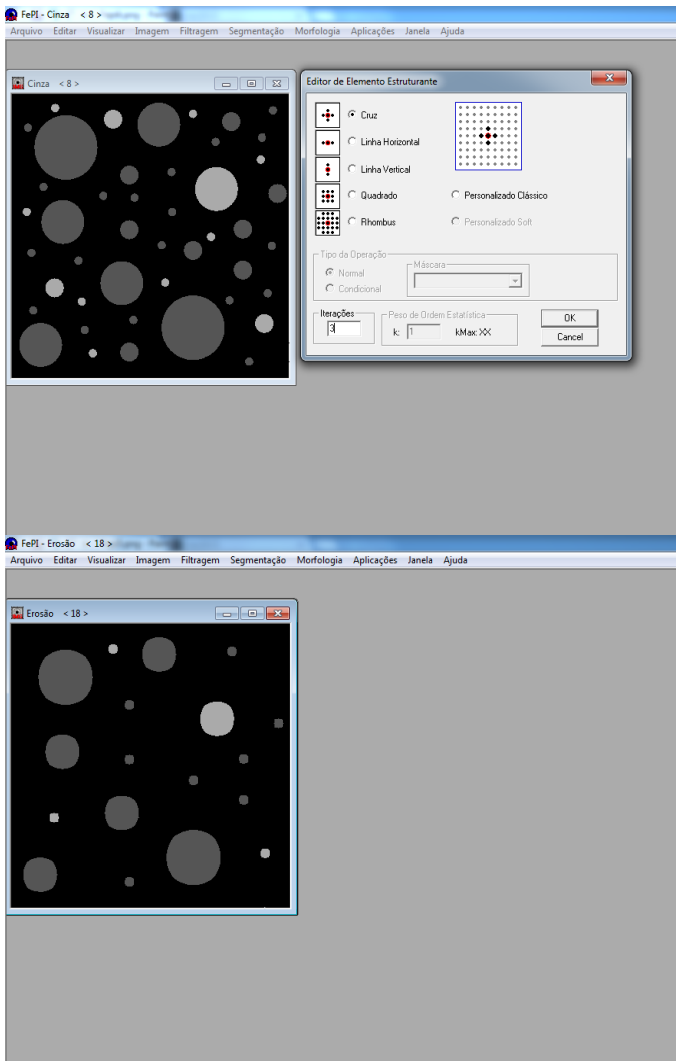 FePI - Cinza < 8 >
Arquivo Editar Visualizar Imagem Filtragem Segmentação Morfologia Aplicações Janela Ajuda
Cinza < 8 >
Editor de Elemento Estruturante
Cruz
Linha Horizontal
Linha Vertical
Quadrado
Personalizado Clássico
Rhombus
Personalizado Soft
Tipo da Operação
Normal
Condicional
Máscara
Iterações
3
Peso de Ordem Estatística
k: 1 kMax: XX
OK
Cancel
FePI - Erosão < 18 >
Arquivo Editar Visualizar Imagem Filtragem Segmentação Morfologia Aplicações Janela Ajuda
Erosão < 18 >